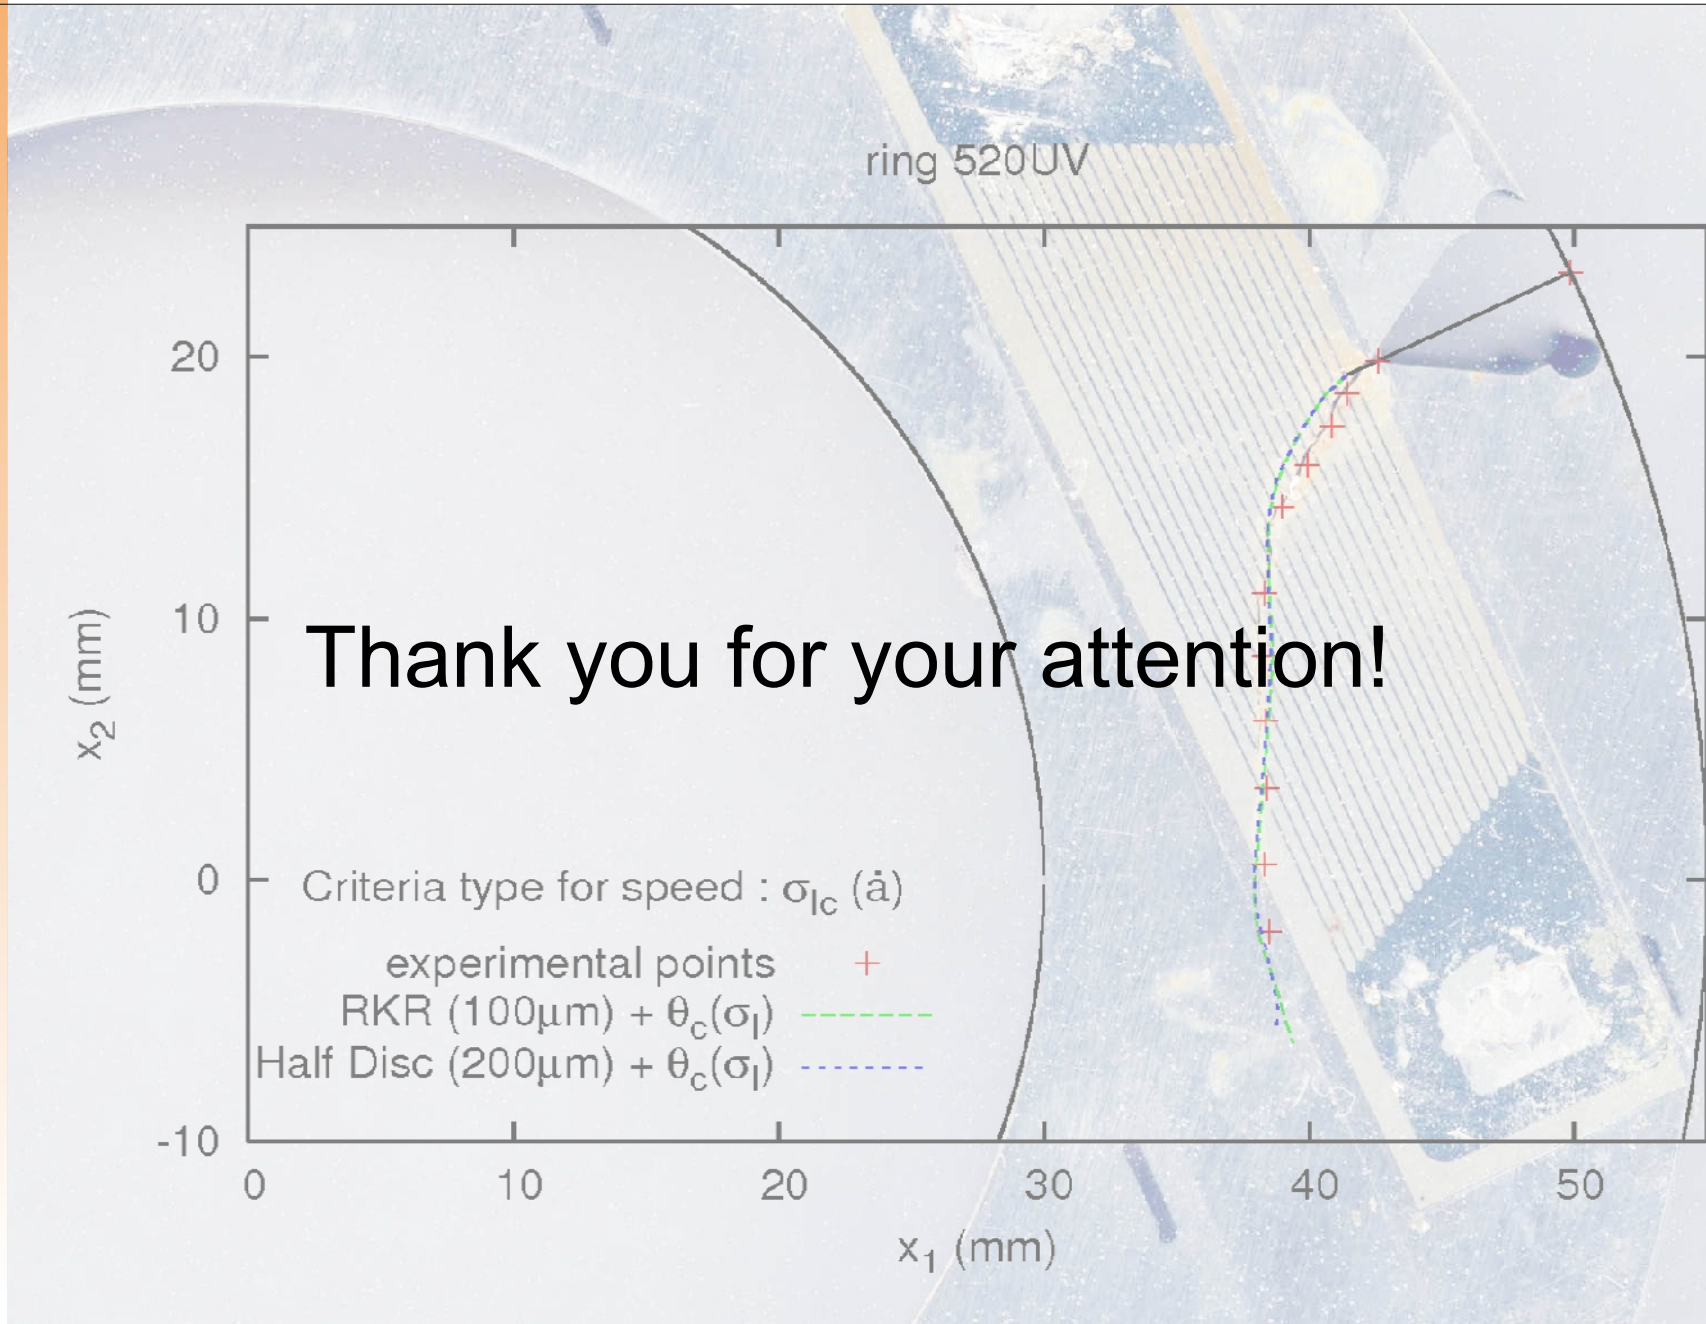 ring 520UV
20
10
0
-10
x₂ (mm)
Thank you for your attention!
Criteria type for speed : σIc (ȧ)
experimental points
RKR (100µm) + θc(σI)
Half Disc (200µm) + θc(σI)
0 10 20 30 40 50
x₁ (mm)